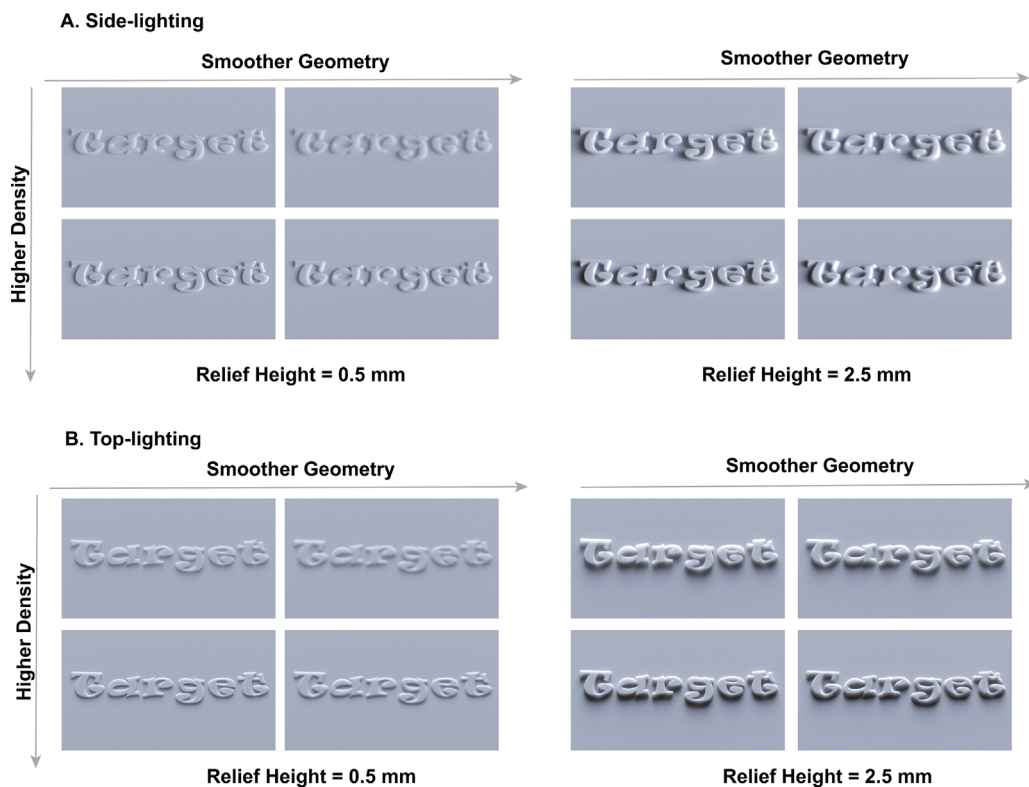 A. Side-lighting
Smoother Geometry
Smoother Geometry
Higher Density
Target Target
Target Target
Target Target
Target Target
Relief Height = 0.5 mm
Relief Height = 2.5 mm
B. Top-lighting
Smoother Geometry
Smoother Geometry
Higher Density
Target Target
Target Target
Target Target
Target Target
Relief Height = 0.5 mm
Relief Height = 2.5 mm